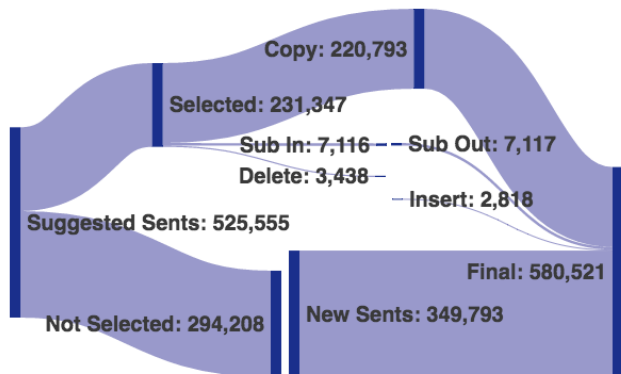 Copy: 220,793
Selected: 231,347
Sub In: 7,116
Sub Out: 7,117
Delete: 3,438
Insert: 2,818
Suggested Sents: 525,555
Final: 580,521
Not Selected: 294,208
New Sents: 349,793